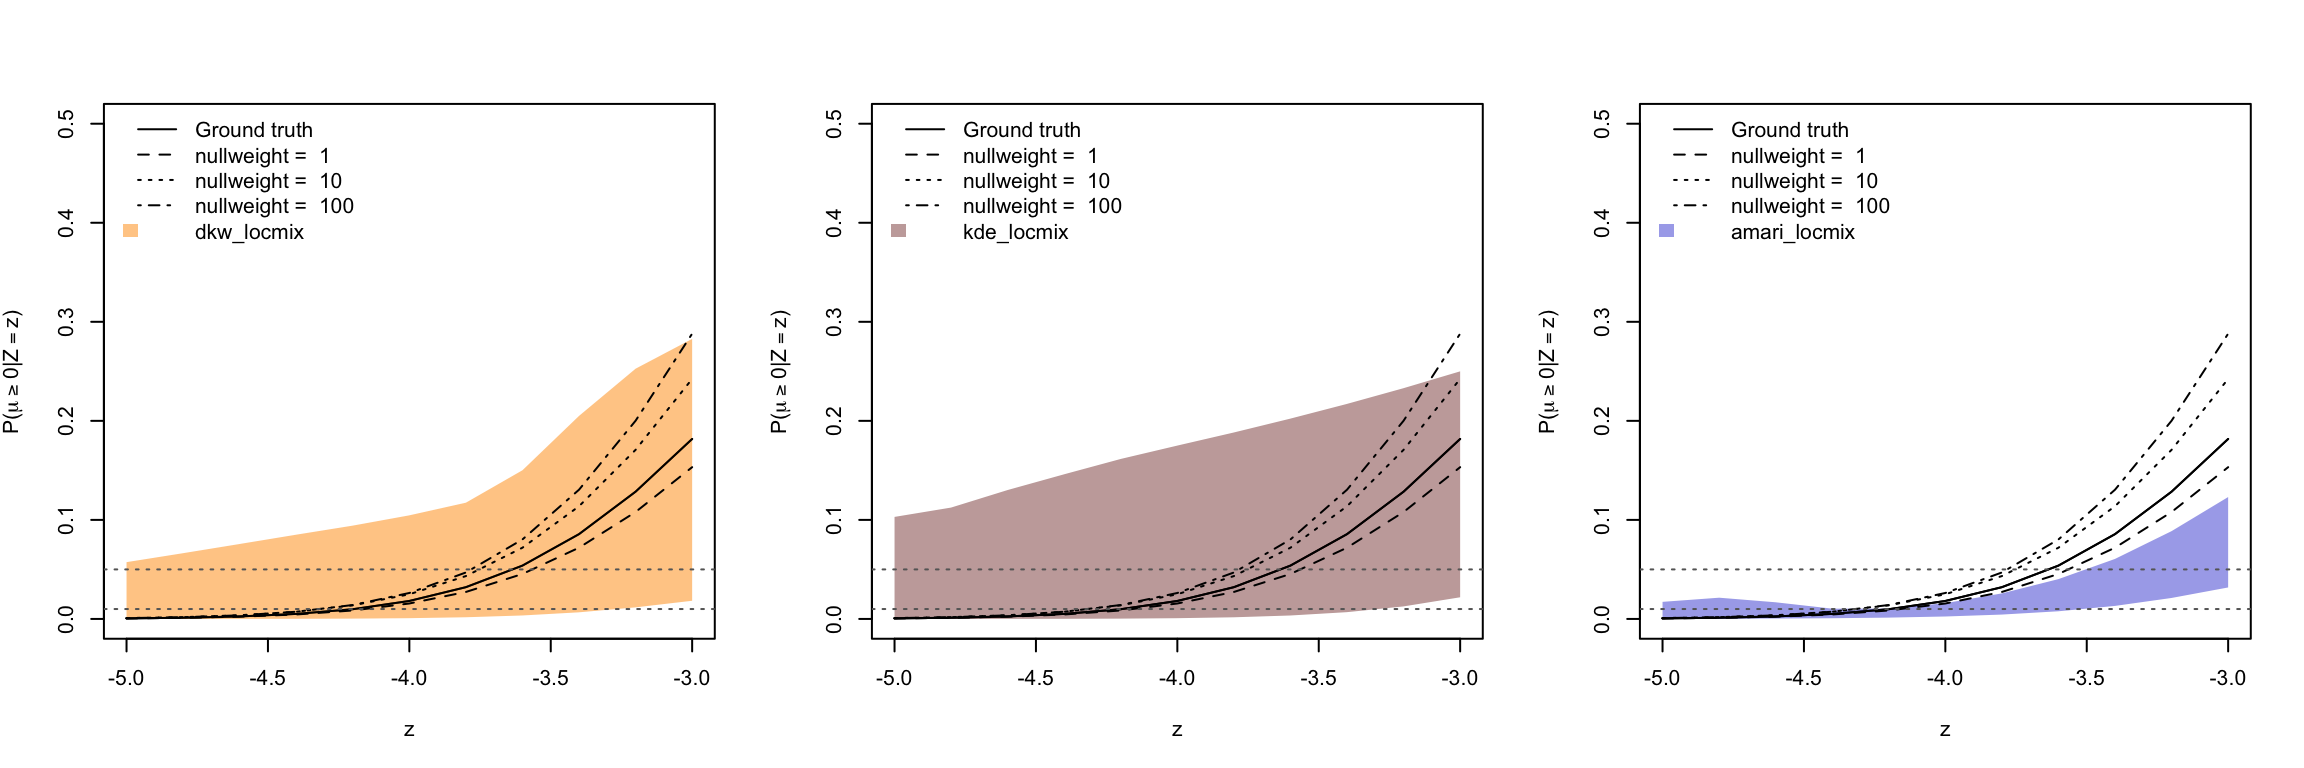 P(μ ≥ 0|Z = z)
0.5
0.4
0.3
0.2
0.1
0.0
Ground truth
nullweight = 1
nullweight = 10
nullweight = 100
dkw_locmix
-5.0 -4.5 -4.0 -3.5 -3.0
z
P(μ ≥ 0|Z = z)
0.5
0.4
0.3
0.2
0.1
0.0
Ground truth
nullweight = 1
nullweight = 10
nullweight = 100
kde_locmix
-5.0 -4.5 -4.0 -3.5 -3.0
z
P(μ ≥ 0|Z = z)
0.5
0.4
0.3
0.2
0.1
0.0
Ground truth
nullweight = 1
nullweight = 10
nullweight = 100
amari_locmix
-5.0 -4.5 -4.0 -3.5 -3.0
z